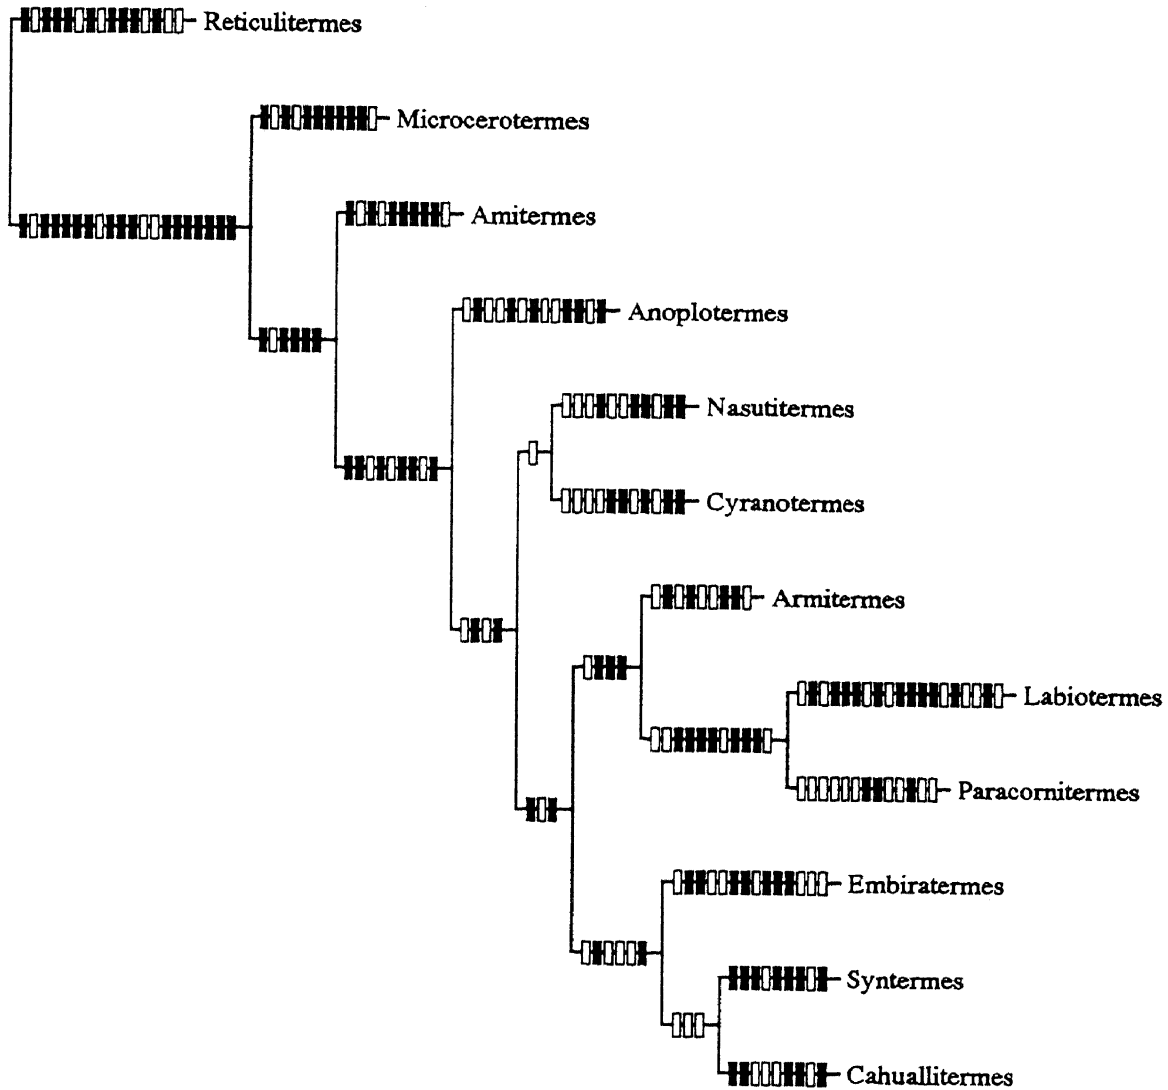 Reticulitermes
Microcerotermes
Amitermes
Anoplotermes
Nasutitermes
Cyranotermes
Armitermes
Labiotermes
Paracornitermes
Embiratermes
Syntermes
Cahuallitermes